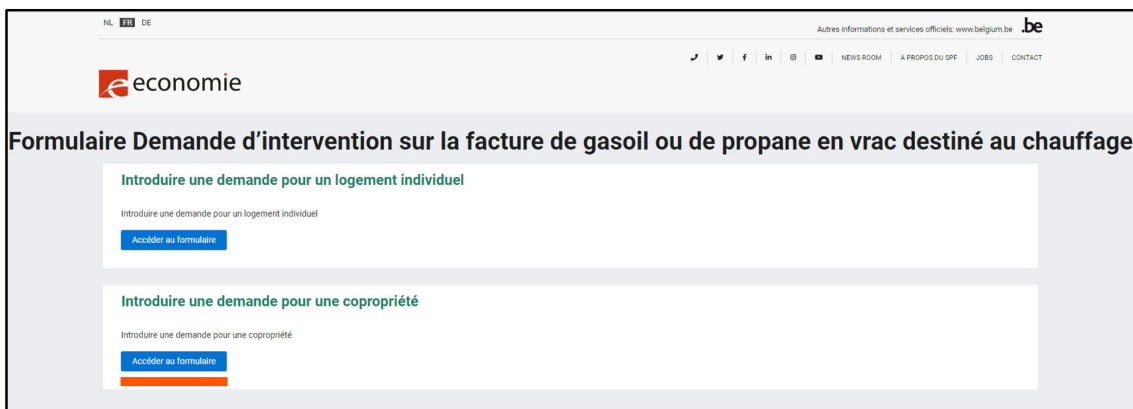 NL FR DE
Autres informations et services officiels: www.belgium.be .be
NEWS ROOM A PROPOS DU SPF JOBS CONTACT
economie
Formulaire Demande d’intervention sur la facture de gasoil ou de propane en vrac destiné au chauffage
Introduire une demande pour un logement individuel
Introduire une demande pour un logement individuel
Accéder au formulaire
Introduire une demande pour une copropriété
Introduire une demande pour une copropriété
Accéder au formulaire